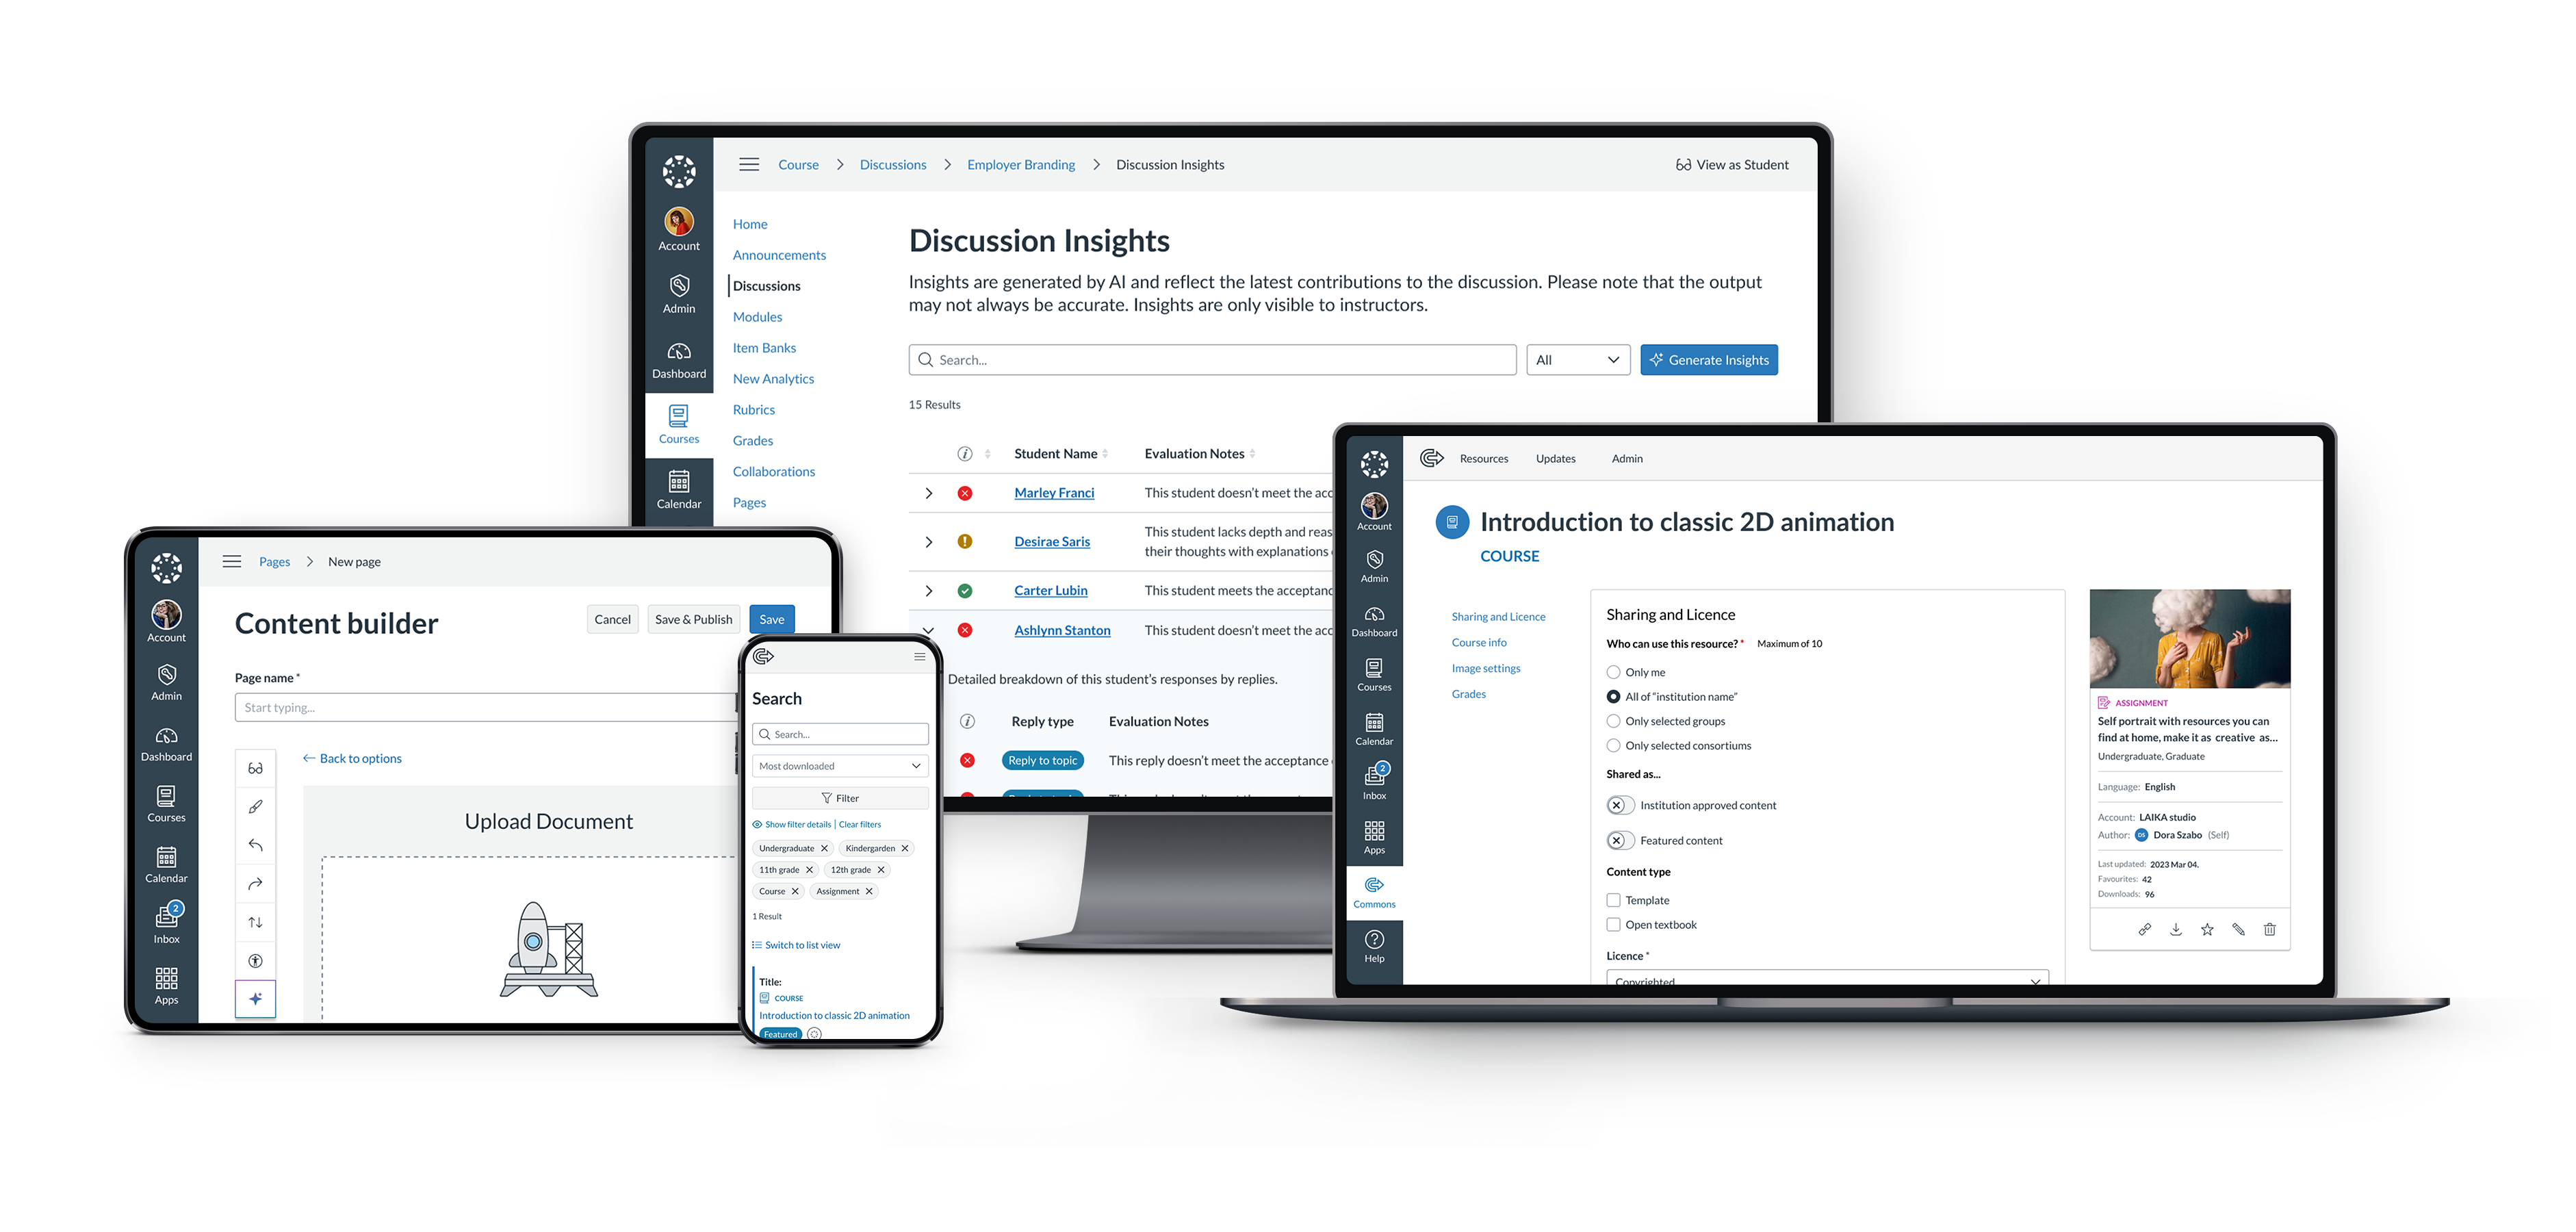 Course
Discussions
Employer Branding
Discussion Insights
View as Student
Account
Admin
Dashboard
Courses
Calendar
Home
Announcements
Discussions
Modules
Item Banks
New Analytics
Rubrics
Grades
Collaborations
Pages
Discussion Insights
Insights are generated by AI and reflect the latest contributions to the discussion. Please note that the output
may not always be accurate. Insights are only visible to instructors.
Search...
All
Generate Insights
15 Results
Student Name
Evaluation Notes
Marley Franci
This student doesn't meet the acc
Desirae Saris
This student lacks depth and reas
their thoughts with explanations
Carter Lubin
This student meets the acceptanc
Ashlynn Stanton
This student doesn't meet the acc
Detailed breakdown of this student's responses by replies.
Reply type
Evaluation Notes
Reply to topic
This reply doesn't meet the acceptance
Account
Admin
Dashboard
Courses
Calendar
2
Inbox
Apps
Pages
New page
Content builder
Cancel
Save & Publish
Save
Page name *
Start typing...
Back to options
Upload Document
Search
Search...
Most downloaded
Filter
Show filter details | Clear filters
Undergraduate
Kindergarden
11th grade
12th grade
Course
Assignment
1 Result
Switch to list view
Title:
COURSE
Introduction to classic 2D animation
Featured
Account
Admin
Dashboard
Courses
Calendar
2
Inbox
Apps
Commons
Help
Resources
Updates
Admin
Introduction to classic 2D animation
COURSE
Sharing and Licence
Course info
Image settings
Grades
Sharing and Licence
Who can use this resource? * Maximum of 10
Only me
All of "institution name"
Only selected groups
Only selected consortiums
Shared as...
Institution approved content
Featured content
Content type
Template
Open textbook
Licence *
Copyrighted
ASSIGNMENT
Self portrait with resources you can
find at home, make it as creative as...
Undergraduate, Graduate
Language: English
Account: LAIKA studio
Author: DS Dora Szabo (Self)
Last updated: 2023 Mar 04.
Favourites: 42
Downloads: 96